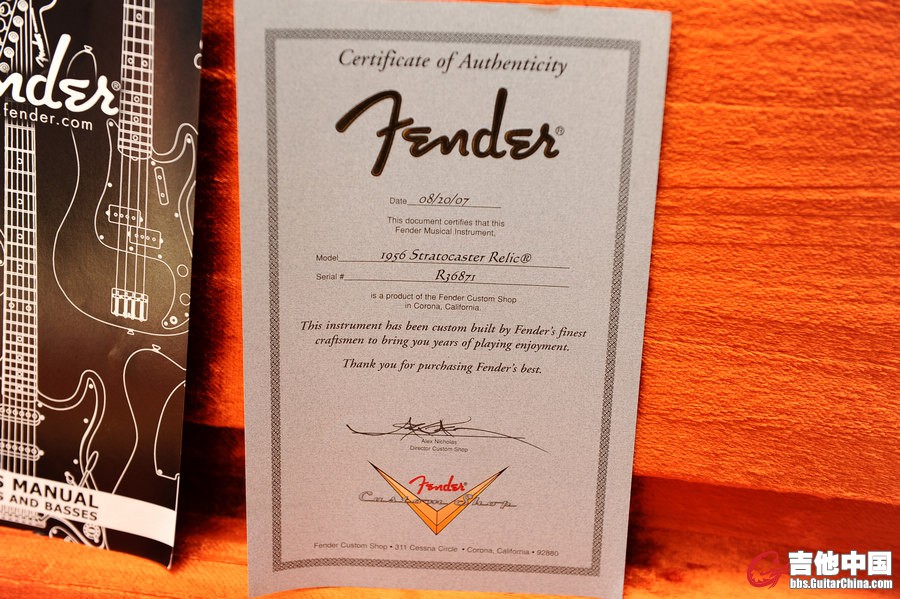 Fender®
fender.com
S MANUAL
S AND BASSES
Certificate of Authenticity
Fender®
Date 08/20/07
This document certifies that this
Fender Musical Instrument,
Model 1956 Stratocaster Relic®
Serial # R36871
is a product of the Fender Custom Shop
in Corona, California.
This instrument has been custom built by Fender's finest
craftsmen to bring you years of playing enjoyment.
Thank you for purchasing Fender's best.
Alex Nicholas
Director Custom Shop
Fender®
Custom Shop
Fender Custom Shop • 311 Cessna Circle • Corona, California • 92880
吉他中国
bbs.GuitarChina.com